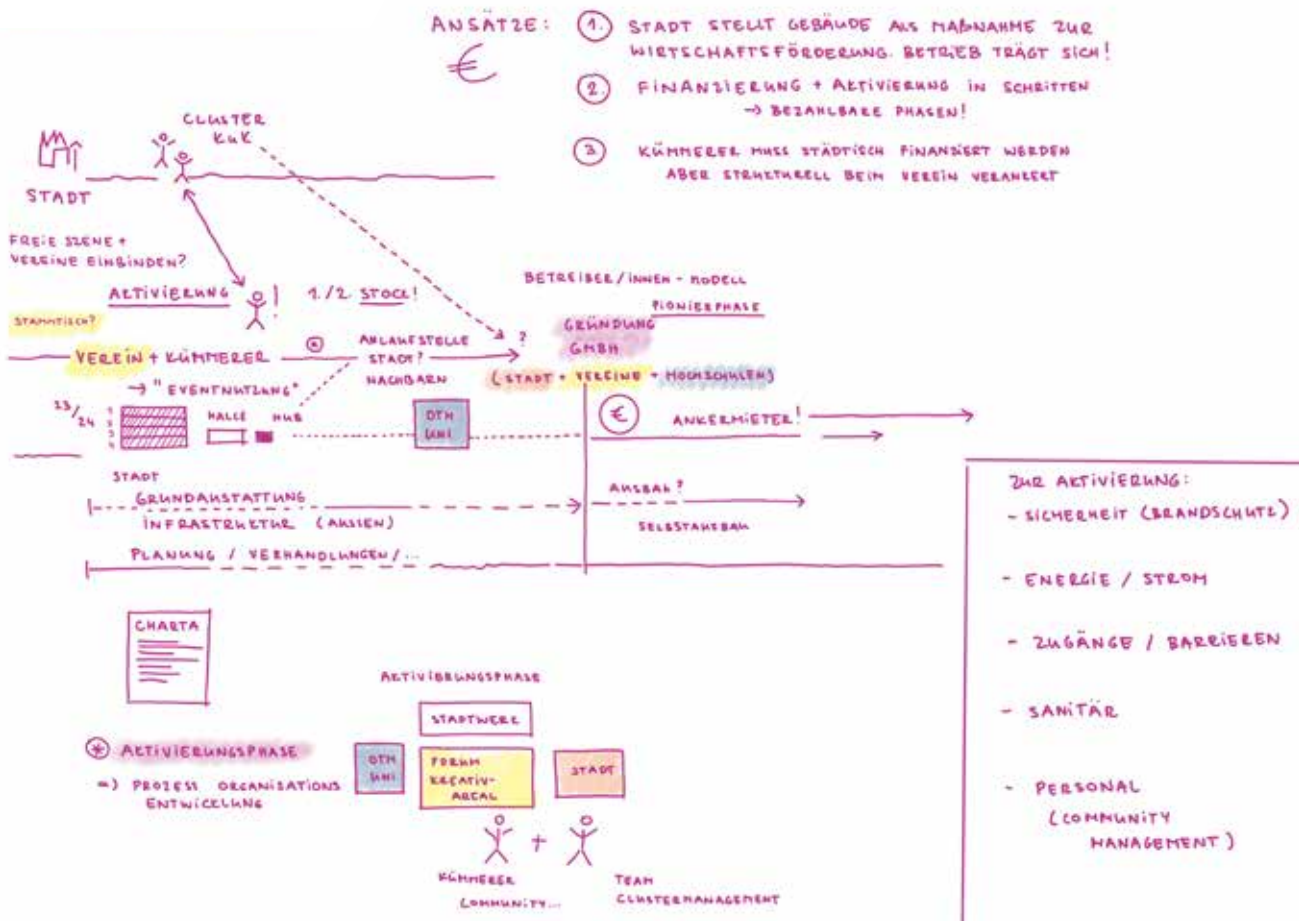 ANSÄTZE:
€
1. STADT STELLT GEBÄUDE ALS MAßNAHME ZUR
WIRTSCHAFTSFÖRDERUNG. BETRIEB TRÄGT SICH!
2. FINANZIERUNG + AKTIVIERUNG IN SCHRITTEN
→ BEZAHLBARE PHASEN!
3 KÜMMERER MUSS STÄDTISCH FINANZIERT WERDEN
ABER STRUKTURELL BEIM VEREIN VERANKERT
CLUSTER
KUK
STADT
FREIE SZENE +
VEREINE EINBINDEN?
AKTIVIERUNG
!
1./2. STOCK!
STAMMTISCH?
VEREIN + KÜMMERER
→ "EVENTNUTZUNG"
ANLAUFSTELLE
STADT?
NACHBARN
BETREIBER/INNEN-MODELL
PIONIERPHASE
?
GRÜNDUNG
GMBH
(STADT + VEREINE + HOCHSCHULEN)
23/
24
HALLE
HUB
OTH
UNI
€
ANKERMIETER!
STADT
GRUNDAUSTATTUNG
INFRASTRUKTUR (AUSSEN)
AUSBAU?
SELBSTAUSBAU
PLANUNG / VERHANDLUNGEN/...
CHARTA
* AKTIVIERUNGSPHASE
=) PROZESS ORGANISATIONS
ENTWICKLUNG
AKTIVIERUNGSPHASE
STADTWERK
OTH
UNI
FORUM
KREATIV-
AREAL
STADT
+
KÜMMERER
COMMUNITY...
TEAM
CLUSTERMANAGEMENT
ZUR AKTIVIERUNG:
- SICHERHEIT (BRANDSCHUTZ)
- ENERGIE / STROM
- ZUGÄNGE / BARRIEREN
- SANITÄR
- PERSONAL
(COMMUNITY
MANAGEMENT)